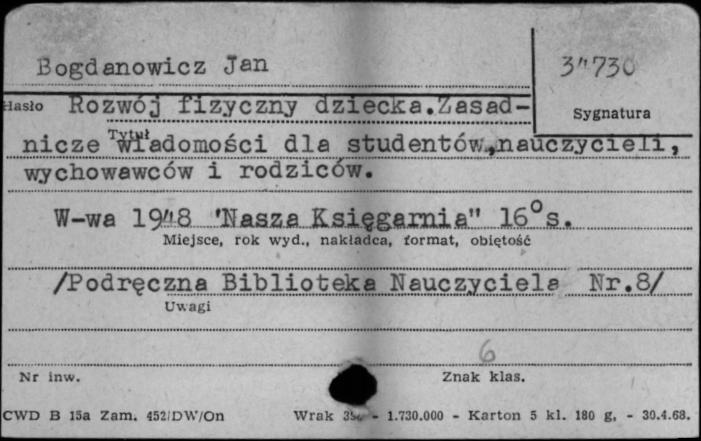 Bogdanowicz Jan
34730
Hasło Rozwój fizyczny dziecka. Zasad-
Sygnatura
Tytuł
nicze wiadomości dla studentów, nauczycieli,
wychowawców i rodziców.
W-wa 1948 "Nasza Księgarnia" 16° s.
Miejsce, rok wyd., nakładca, format, objętość
/Podręczna Biblioteka Nauczyciela Nr.8/
Uwagi
6
Nr inw. Znak klas.
CWD B 15a Zam. 452/DW/On Wrak - 1.730.000 - Karton 5 kl. 180 g, - 30.4.68.